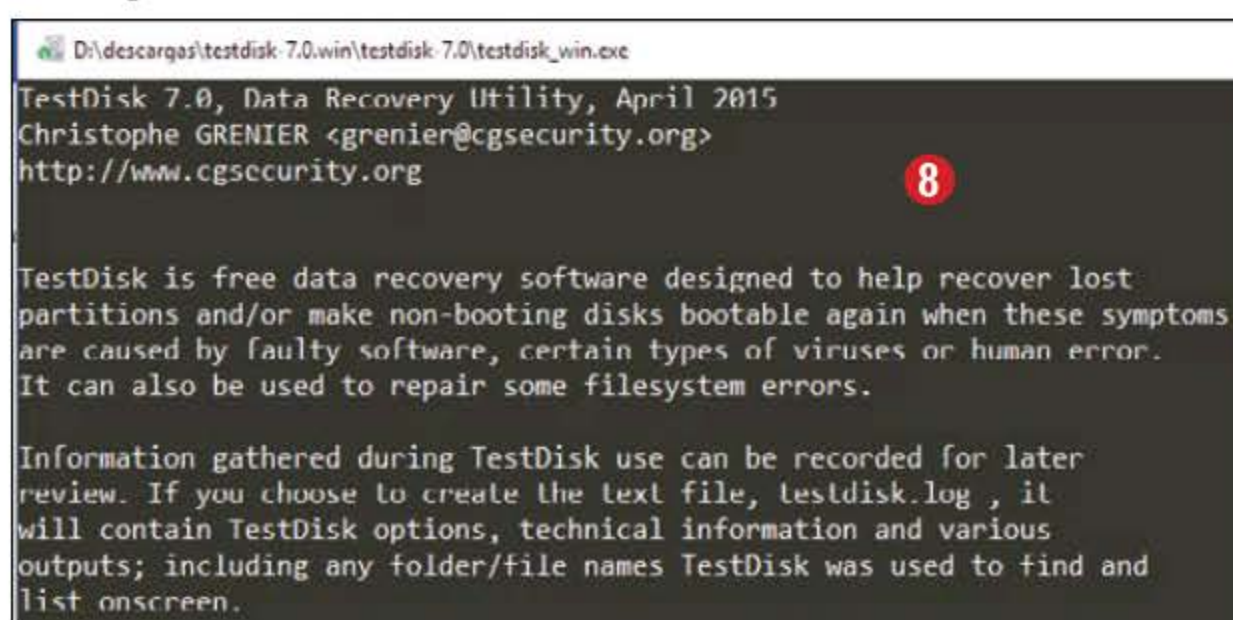 D:\descargas\testdisk-7.0.win\testdisk-7.0\testdisk_win.exe
TestDisk 7.0, Data Recovery Utility, April 2015
Christophe GRENIER <grenier@cgsecurity.org>
http://www.cgsecurity.org
8
TestDisk is free data recovery software designed to help recover lost
partitions and/or make non-booting disks bootable again when these symptoms
are caused by faulty software, certain types of viruses or human error.
It can also be used to repair some filesystem errors.
Information gathered during TestDisk use can be recorded for later
review. If you choose to create the text file, testdisk.log , it
will contain TestDisk options, technical information and various
outputs; including any folder/file names TestDisk was used to find and
list onscreen.